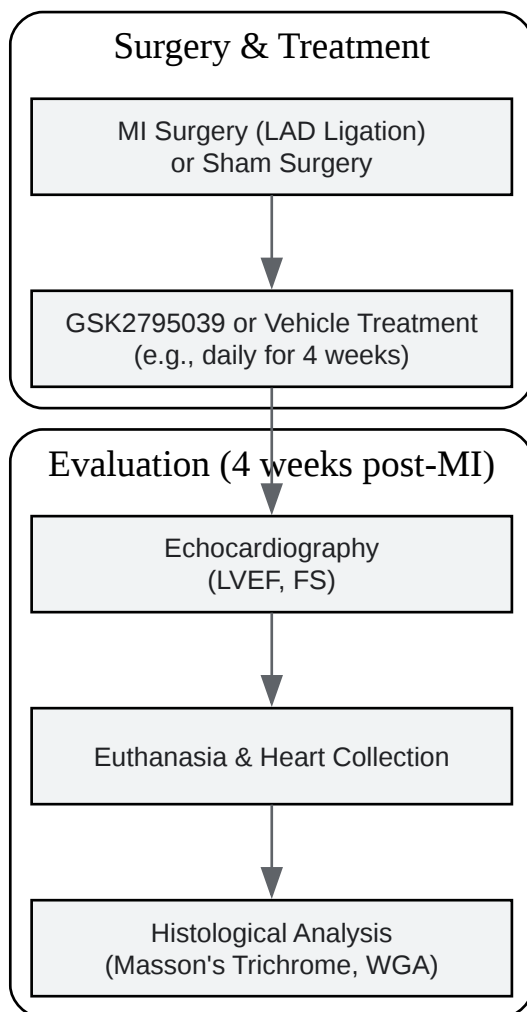 Surgery & Treatment
MI Surgery (LAD Ligation)
or Sham Surgery
GSK2795039 or Vehicle Treatment
(e.g., daily for 4 weeks)
Evaluation (4 weeks post-MI)
Echocardiography
(LVEF, FS)
Euthanasia & Heart Collection
Histological Analysis
(Masson's Trichrome, WGA)